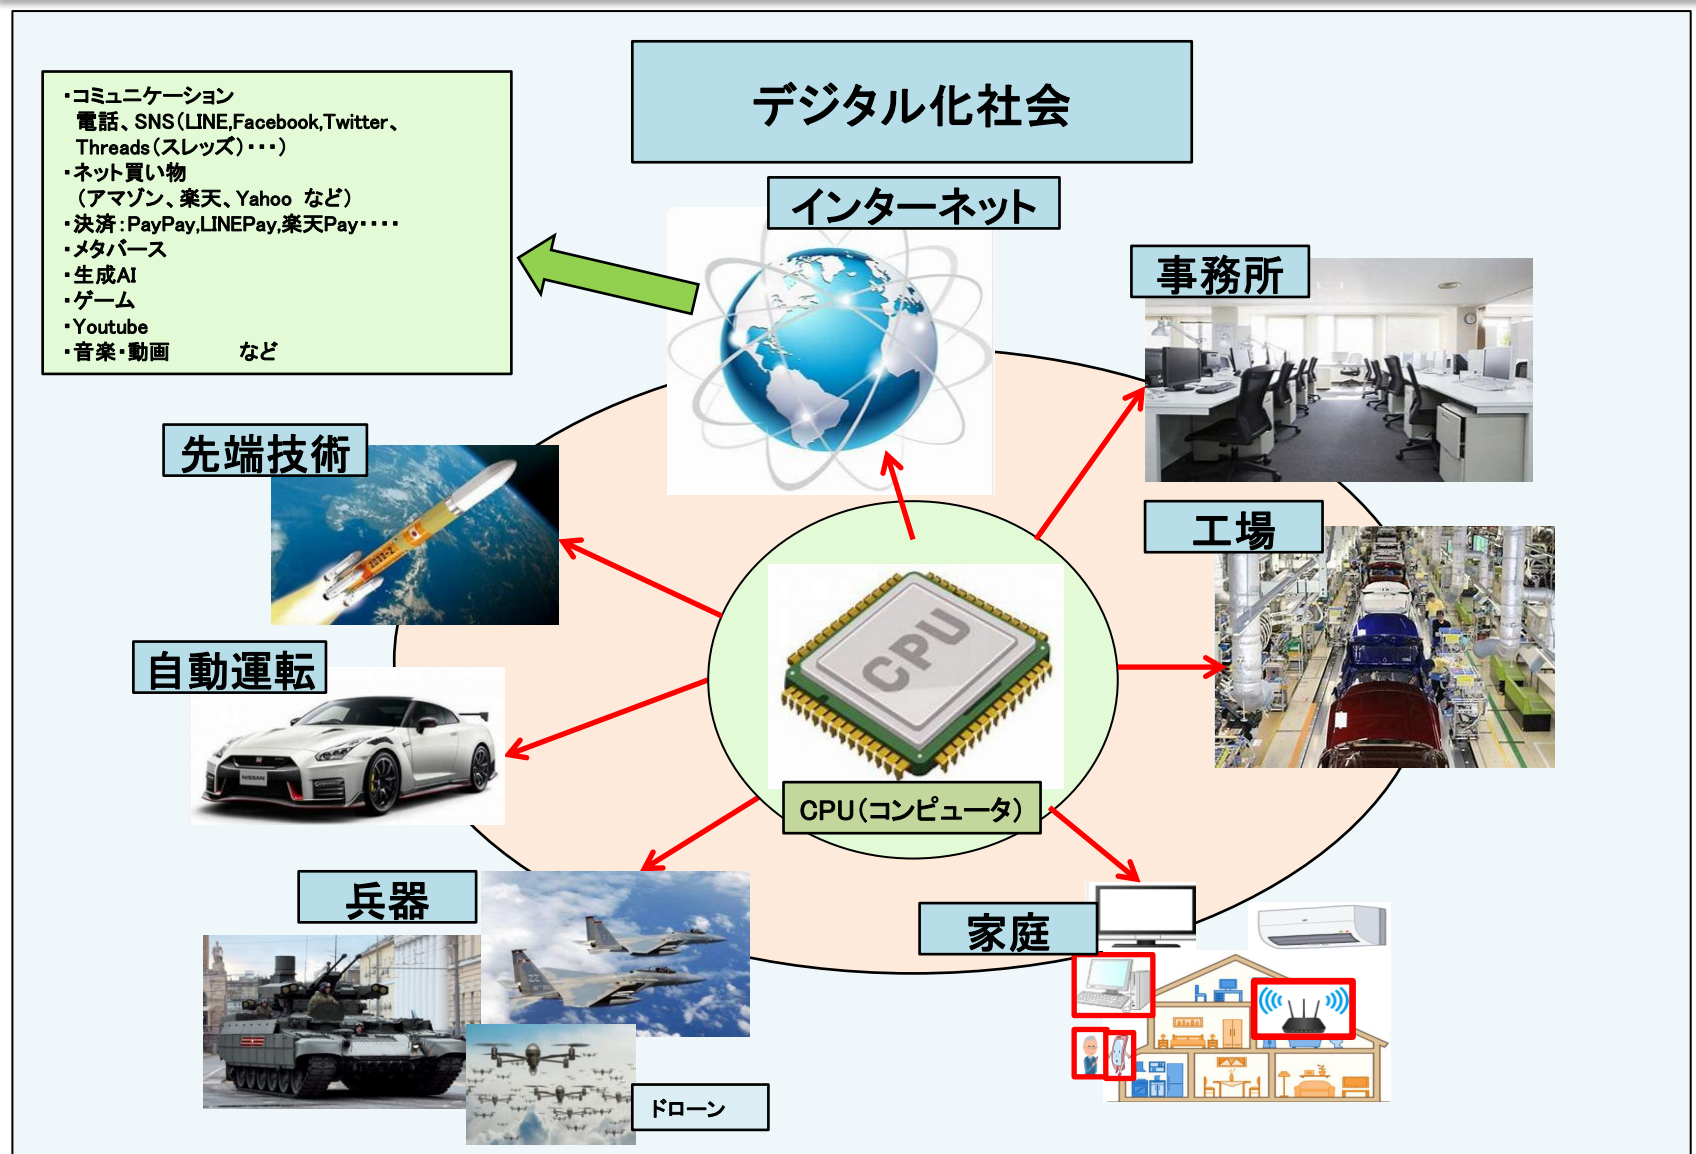 デジタル化社会
・コミュニケーション
電話、SNS(LINE,Facebook,Twitter、
Threads(スレッズ)・・・)
・ネット買い物
(アマゾン、楽天、Yahoo など)
・決済:PayPay,LINEPay,楽天Pay・・・・
・メタバース
・生成AI
・ゲーム
・Youtube
・音楽・動画 など
インターネット
事務所
先端技術
工場
自動運転
NISSAN
CPU
CPU(コンピュータ)
兵器
家庭
ドローン